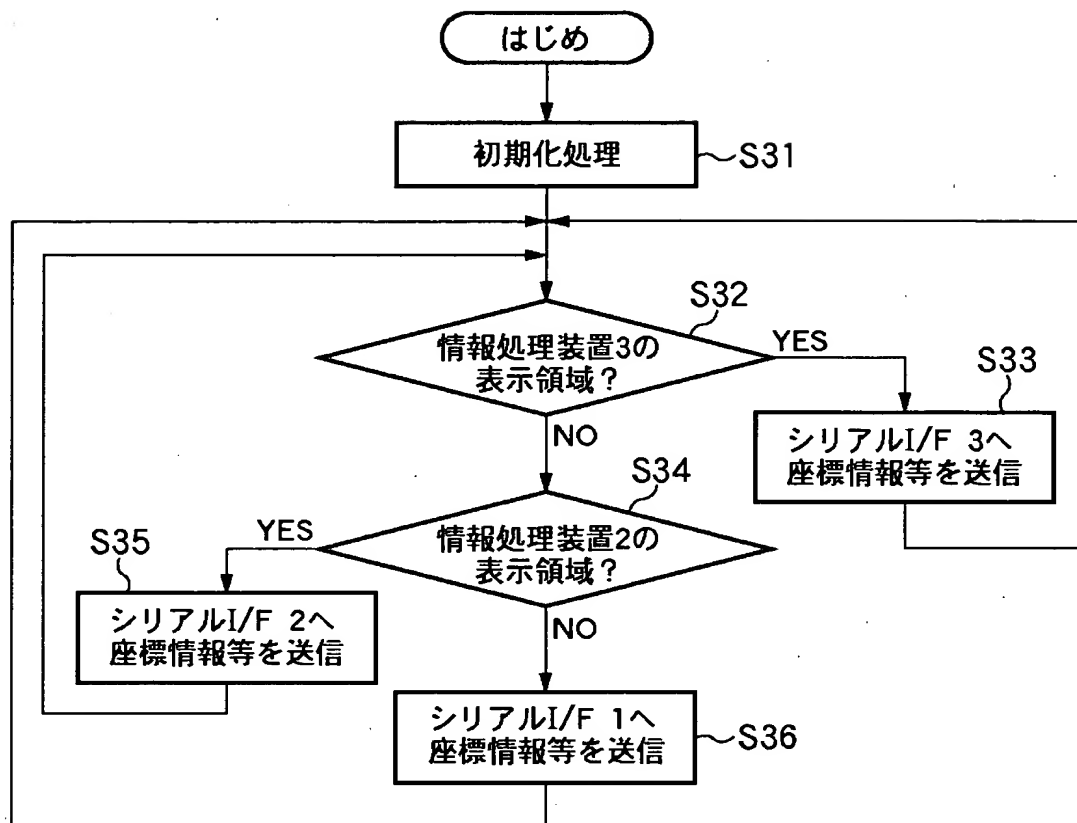 はじめ
初期化処理
S31
S32
情報処理装置3の
表示領域？
YES
S33
シリアルI/F 3へ
座標情報等を送信
NO
S34
情報処理装置2の
表示領域？
YES
S35
シリアルI/F 2へ
座標情報等を送信
NO
シリアルI/F 1へ
座標情報等を送信
S36